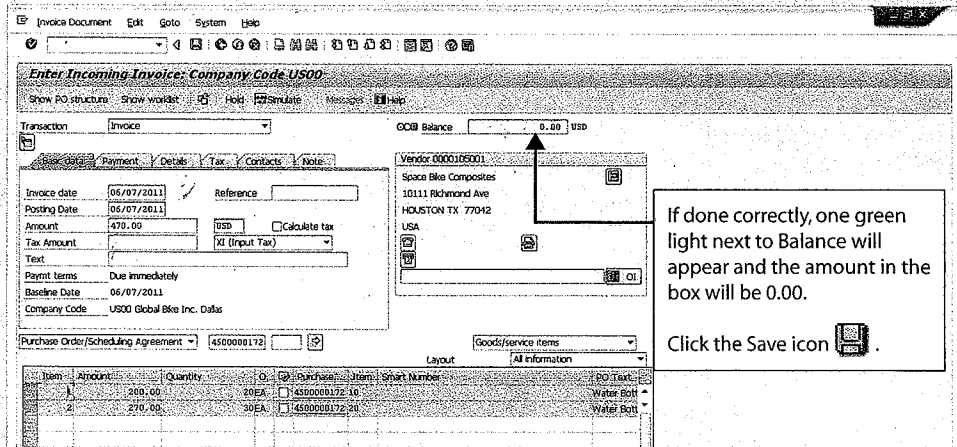 Invoice Document Edit Goto System Help
Enter Incoming Invoice: Company Code US00
Show PO structure Show worklist Hold Simulate Messages Help
Transaction Invoice Balance 0.00 USD
Basic data Payment Details Tax Contacts Note
Vendor 0000105001
Space Bike Composites
Invoice date 06/07/2011 Reference
10111 Richmond Ave
Posting Date 06/07/2011
HOUSTON TX 77042
Amount 470.00 USD Calculate tax
USA
Tax Amount XI (Input Tax)
Text
Paymt terms Due immediately
OI
Baseline Date 06/07/2011
Company Code US00 Global Bike Inc. Dallas
If done correctly, one green
light next to Balance will
appear and the amount in the
box will be 0.00.
Click the Save icon .
Purchase Order/Scheduling Agreement 4500000172 Goods/service items
Layout All information
Item Amount Quantity O. Purchase Item Smart Number PO Text
1 200.00 20 EA 4500000172 10 Water Bott
2 270.00 30 EA 4500000172 20 Water Bott